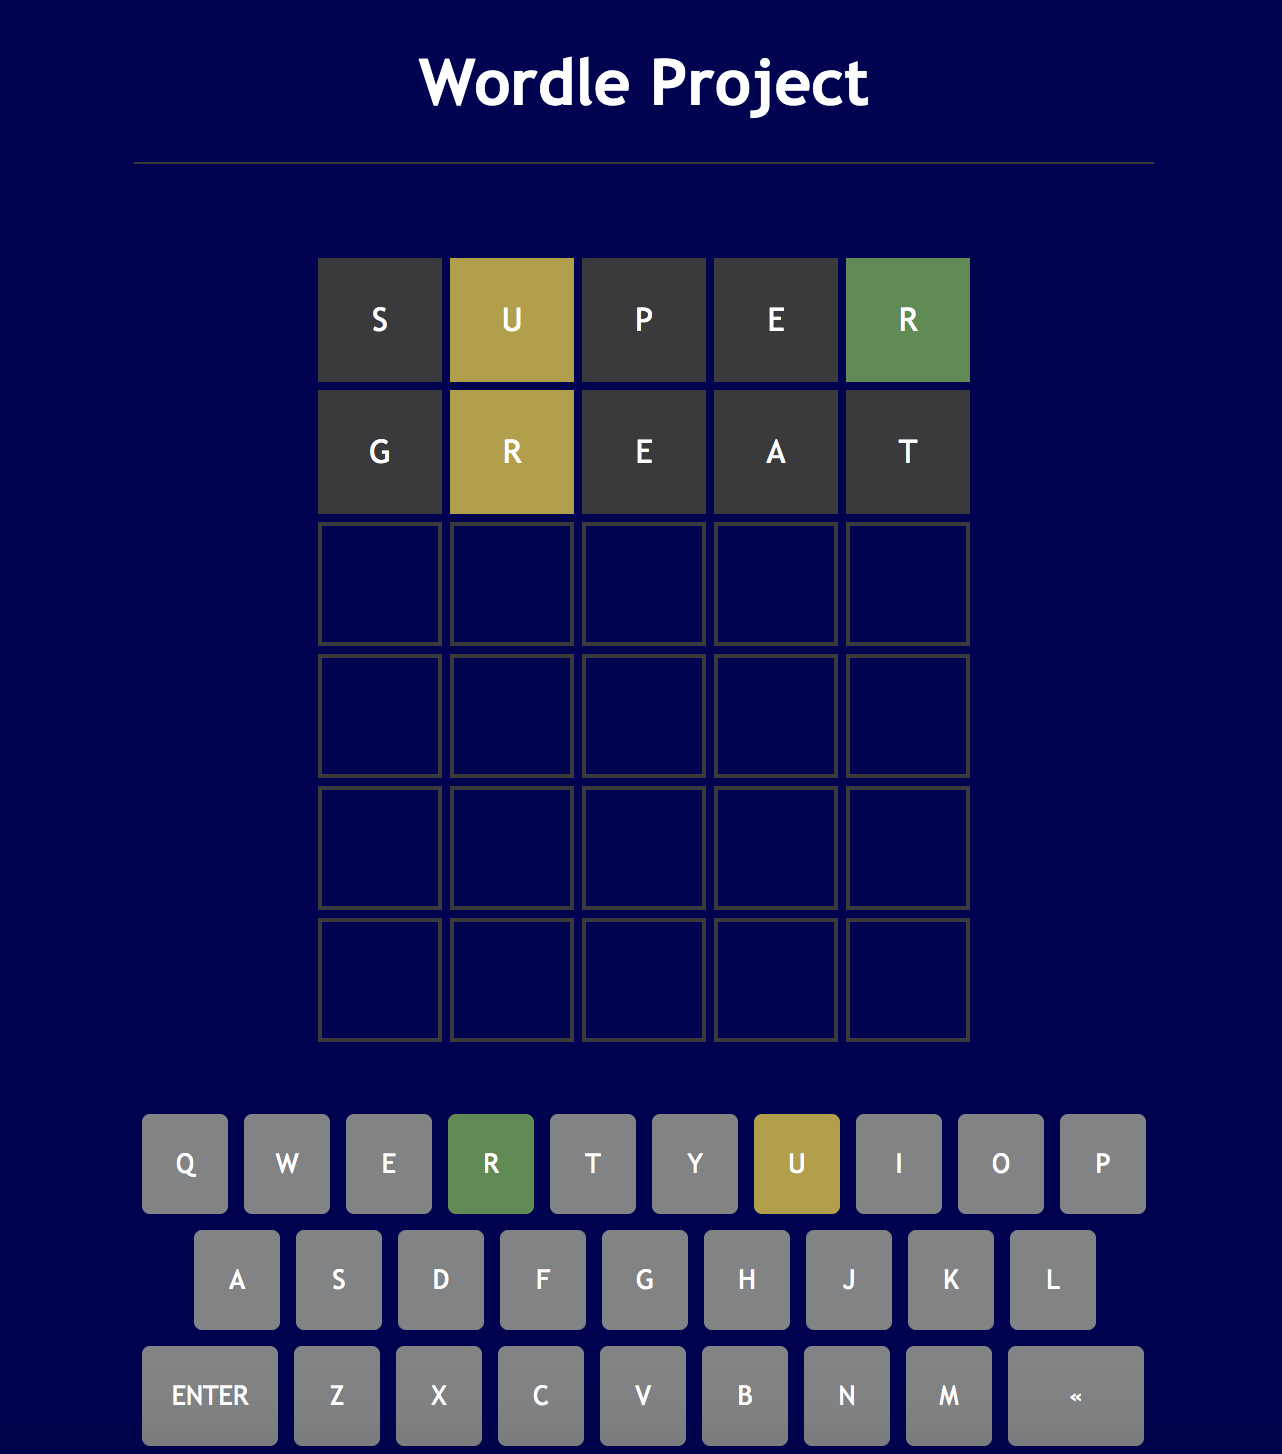 Wordle Project
S U P E R
G R E A T
Q W E R T Y U I O P
A S D F G H J K L
ENTER Z X C V B N M «